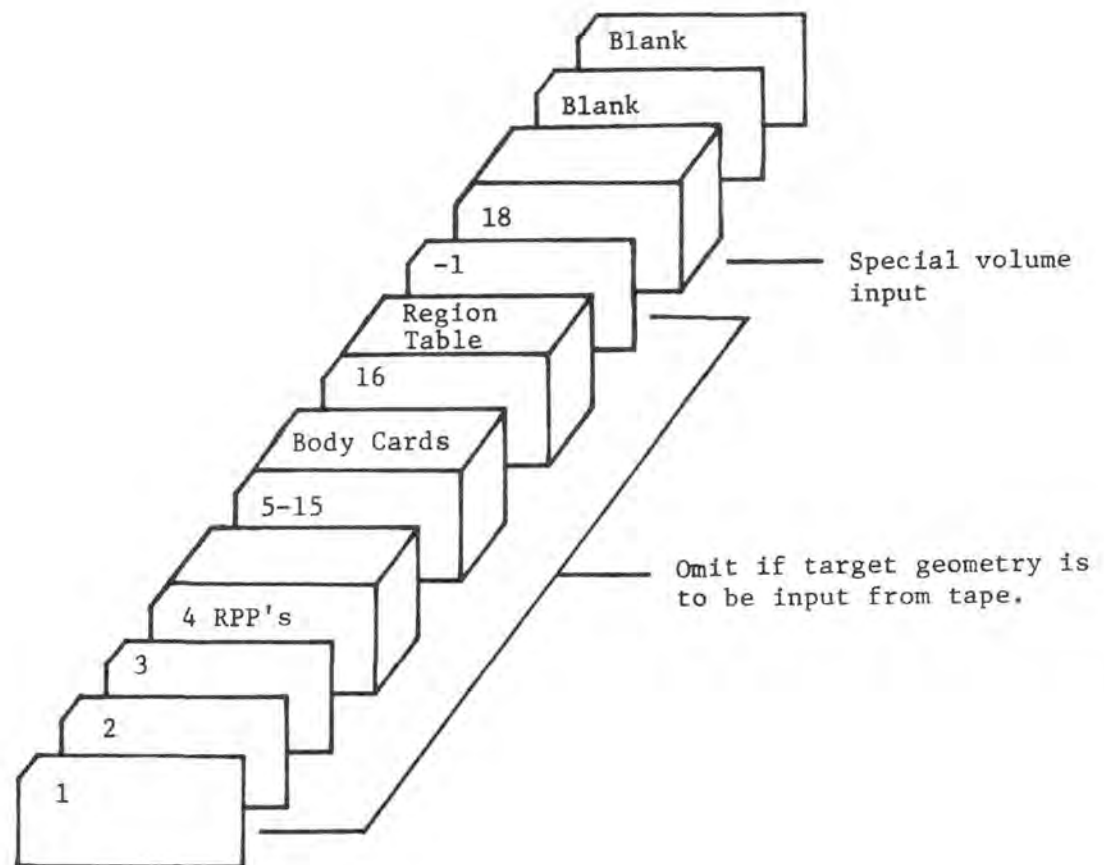 Blank
Blank
18
-1
Special volume
input
Region
Table
16
Body Cards
5-15
Omit if target geometry is
to be input from tape.
4 RPP's
3
2
1